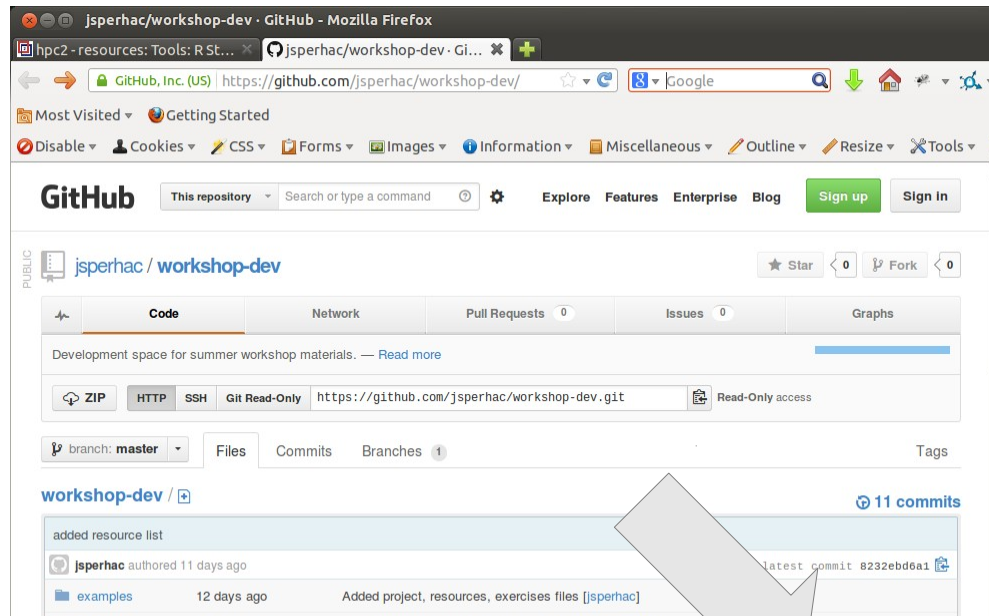 jsperhac/workshop-dev · GitHub - Mozilla Firefox
hpc2 - resources: Tools: R St... jsperhac/workshop-dev · Gi...
GitHub, Inc. (US) https://github.com/jsperhac/workshop-dev/ Google
Most Visited Getting Started
Disable Cookies CSS Forms Images Information Miscellaneous Outline Resize Tools
GitHub This repository Search or type a command Explore Features Enterprise Blog Sign up Sign in
PUBLIC jsperhac / workshop-dev Star 0 Fork 0
Code Network Pull Requests 0 Issues 0 Graphs
Development space for summer workshop materials. — Read more
ZIP HTTP SSH Git Read-Only https://github.com/jsperhac/workshop-dev.git Read-Only access
branch: master Files Commits Branches 1 Tags
workshop-dev / 11 commits
added resource list
jsperhac authored 11 days ago latest commit 8232ebd6a1
examples 12 days ago Added project, resources, exercises files [jsperhac]